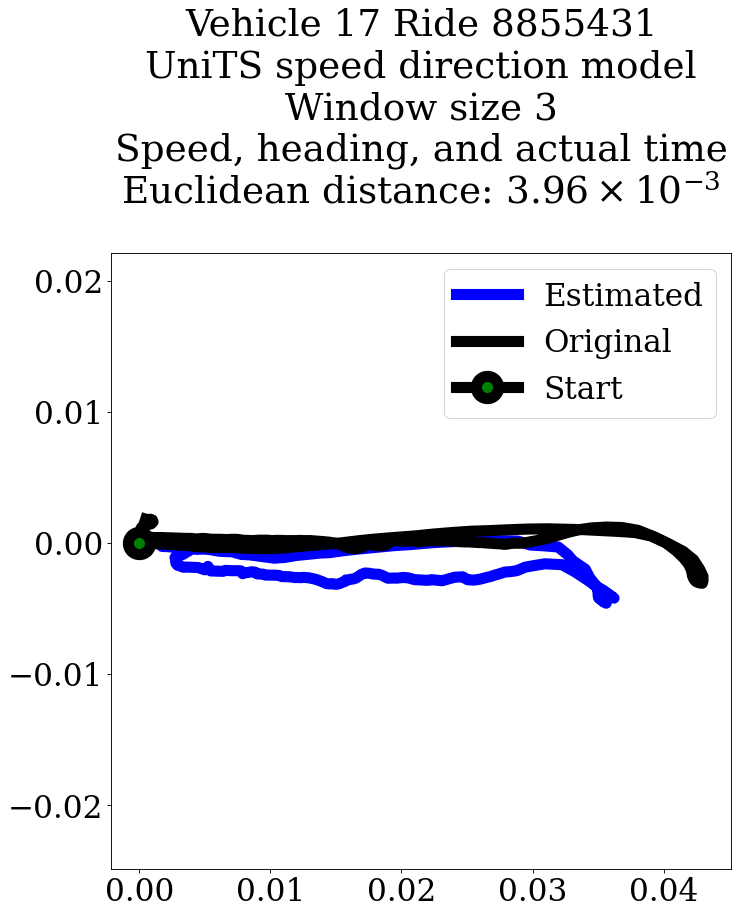 Vehicle 17 Ride 8855431
UniTS speed direction model
Window size 3
Speed, heading, and actual time
Euclidean distance: 3.96 × 10⁻³
Estimated
Original
Start
0.02
0.01
0.00
−0.01
−0.02
0.00 0.01 0.02 0.03 0.04